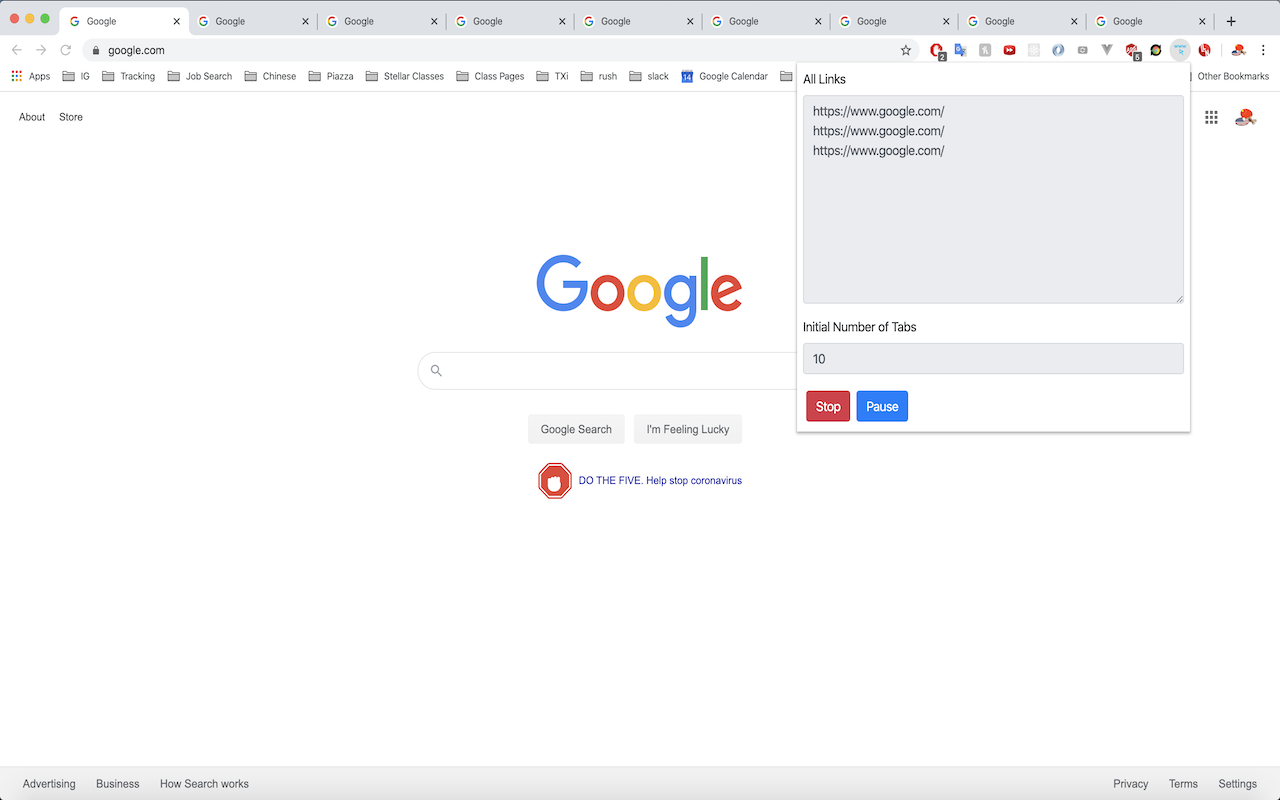 Google Google Google Google Google Google Google Google Google
google.com
2 5
Apps IG Tracking Job Search Chinese Piazza Stellar Classes Class Pages TXi rush slack 14 Google Calendar Other Bookmarks
About Store
All Links
https://www.google.com/
https://www.google.com/
https://www.google.com/
Google
Initial Number of Tabs
10
Stop Pause
Google Search I'm Feeling Lucky
DO THE FIVE. Help stop coronavirus
Advertising Business How Search works Privacy Terms Settings